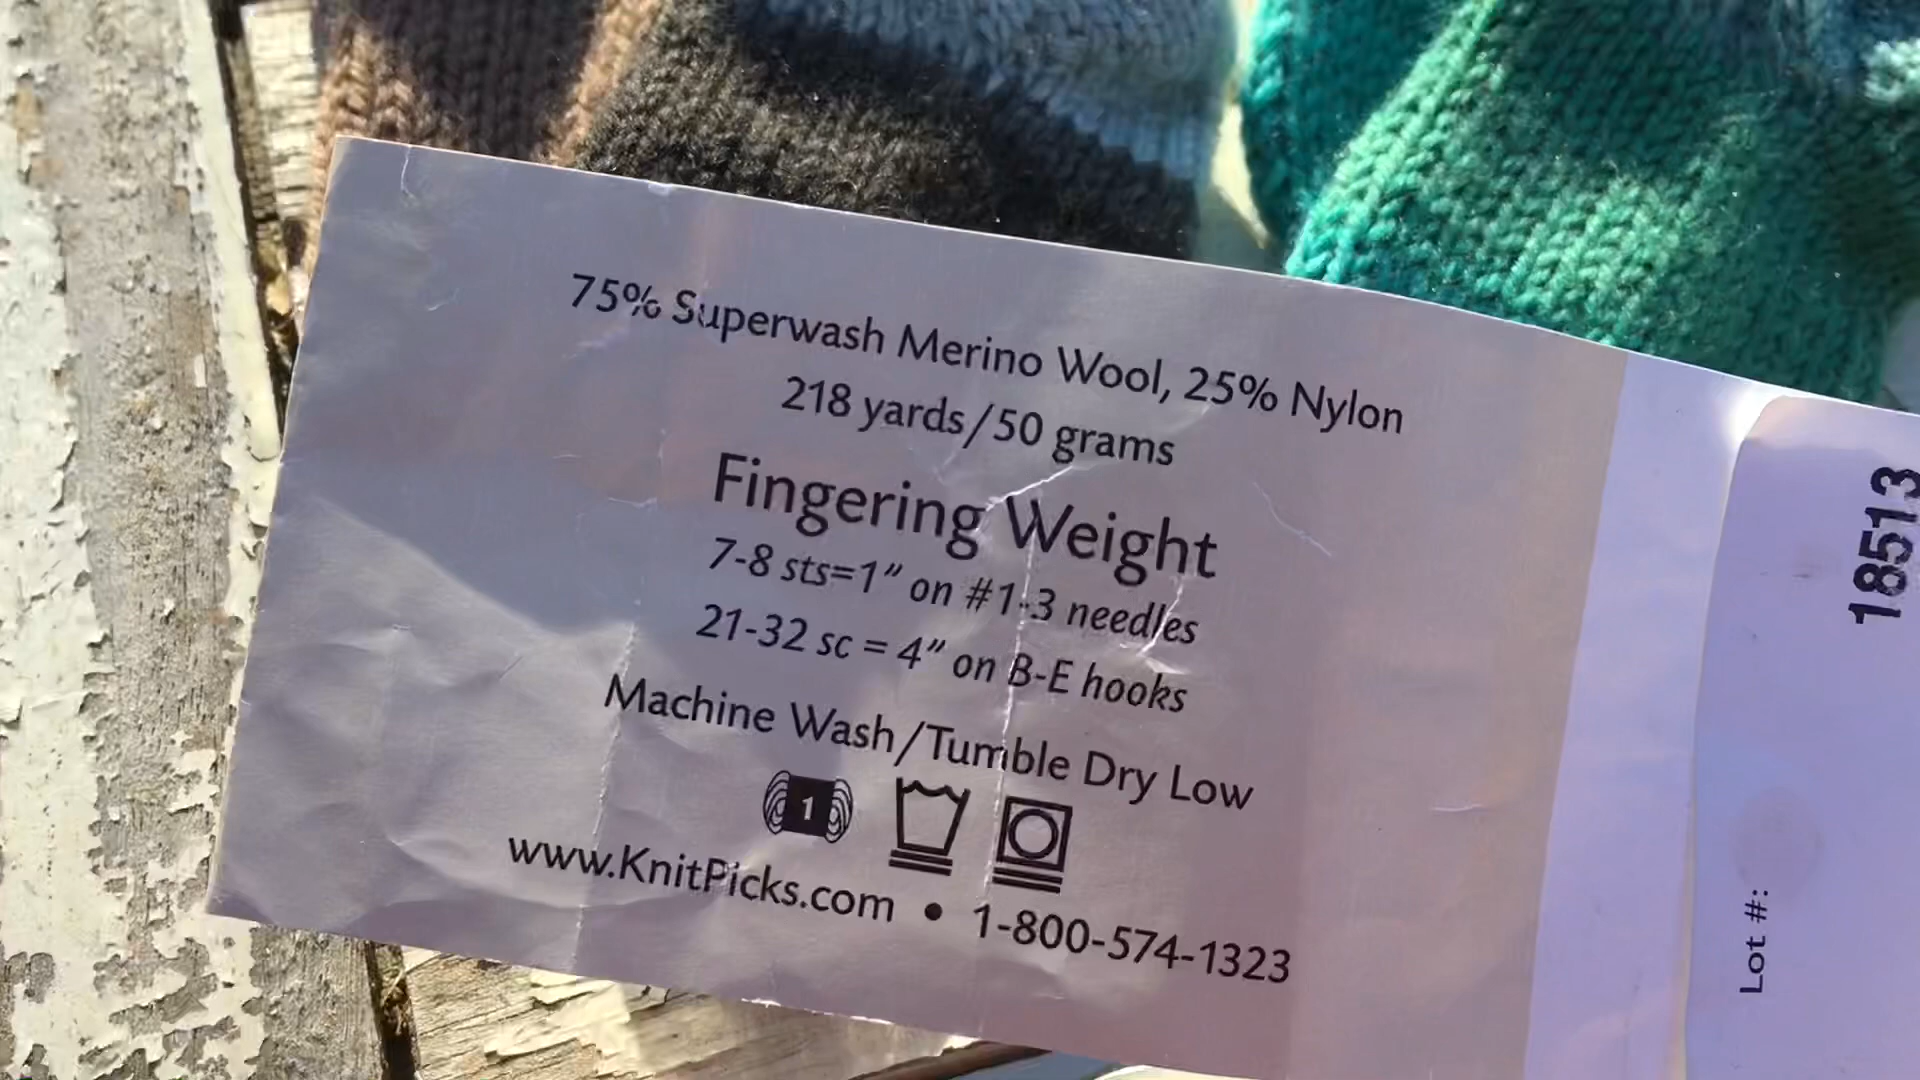 75% Superwash Merino Wool, 25% Nylon
218 yards/50 grams
Fingering Weight
7-8 sts=1" on #1-3 needles
21-32 sc = 4" on B-E hooks
Machine Wash/Tumble Dry Low
1
www.KnitPicks.com • 1-800-574-1323
Lot #:
18513